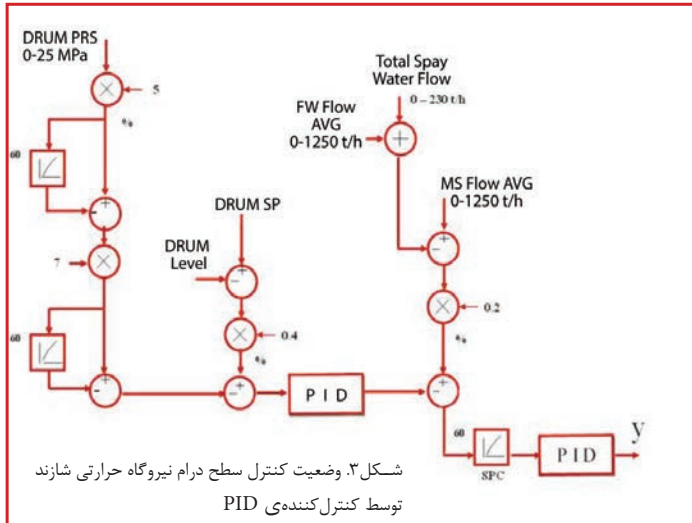 DRUM PRS
0-25 MPa
5
%
60
7
60
DRUM SP
DRUM
Level
0.4
%
PID
Total Spay
Water Flow
0 – 230 t/h
FW Flow
AVG
0-1250 t/h
MS Flow AVG
0-1250 t/h
0.2
%
60
SPC
PID
y
شکل۳. وضعیت کنترل سطح درام نیروگاه حرارتی شازند
توسط کنترل‌کننده‌ی PID